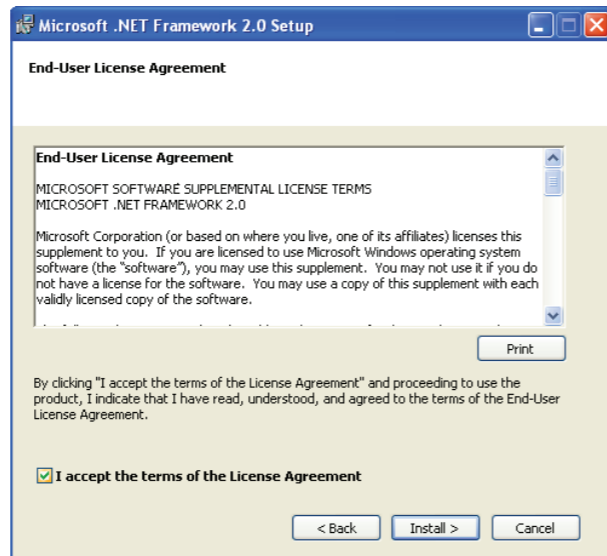 Microsoft .NET Framework 2.0 Setup
End-User License Agreement
End-User License Agreement
MICROSOFT SOFTWARE SUPPLEMENTAL LICENSE TERMS
MICROSOFT .NET FRAMEWORK 2.0
Microsoft Corporation (or based on where you live, one of its affiliates) licenses this
supplement to you. If you are licensed to use Microsoft Windows operating system
software (the “software”), you may use this supplement. You may not use it if you do
not have a license for the software. You may use a copy of this supplement with each
validly licensed copy of the software.
Print
By clicking "I accept the terms of the License Agreement" and proceeding to use the
product, I indicate that I have read, understood, and agreed to the terms of the End-User
License Agreement.
I accept the terms of the License Agreement
< Back Install > Cancel